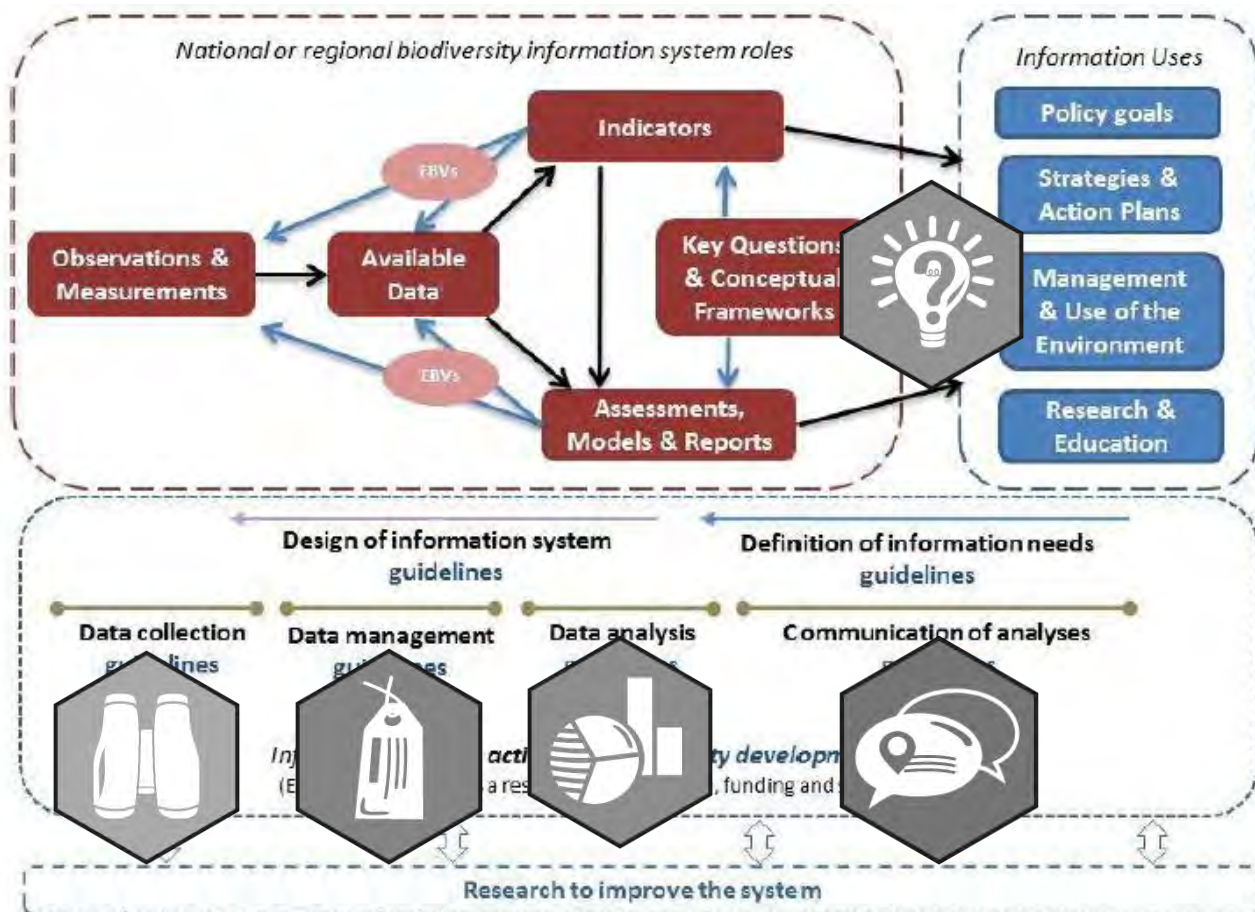 National or regional biodiversity information system roles
Information Uses
Indicators
Policy goals
EBVs
Strategies &
Action Plans
Observations &
Measurements
Available
Data
Key Questions
& Conceptual
Frameworks
Management
& Use of the
Environment
EBVs
Assessments,
Models & Reports
Research &
Education
Design of information system
guidelines
Definition of information needs
guidelines
Data collection
Data management
Data analysis
Communication of analyses
, funding and
Research to improve the system